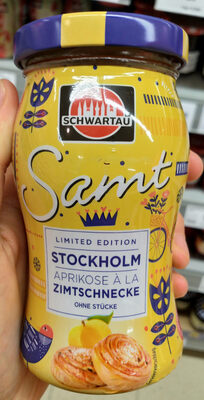 SCHWARTAU
Samt
LIMITED EDITION
STOCKHOLM
APRIKOSE À LA
ZIMTSCHNECKE
OHNE STÜCKE